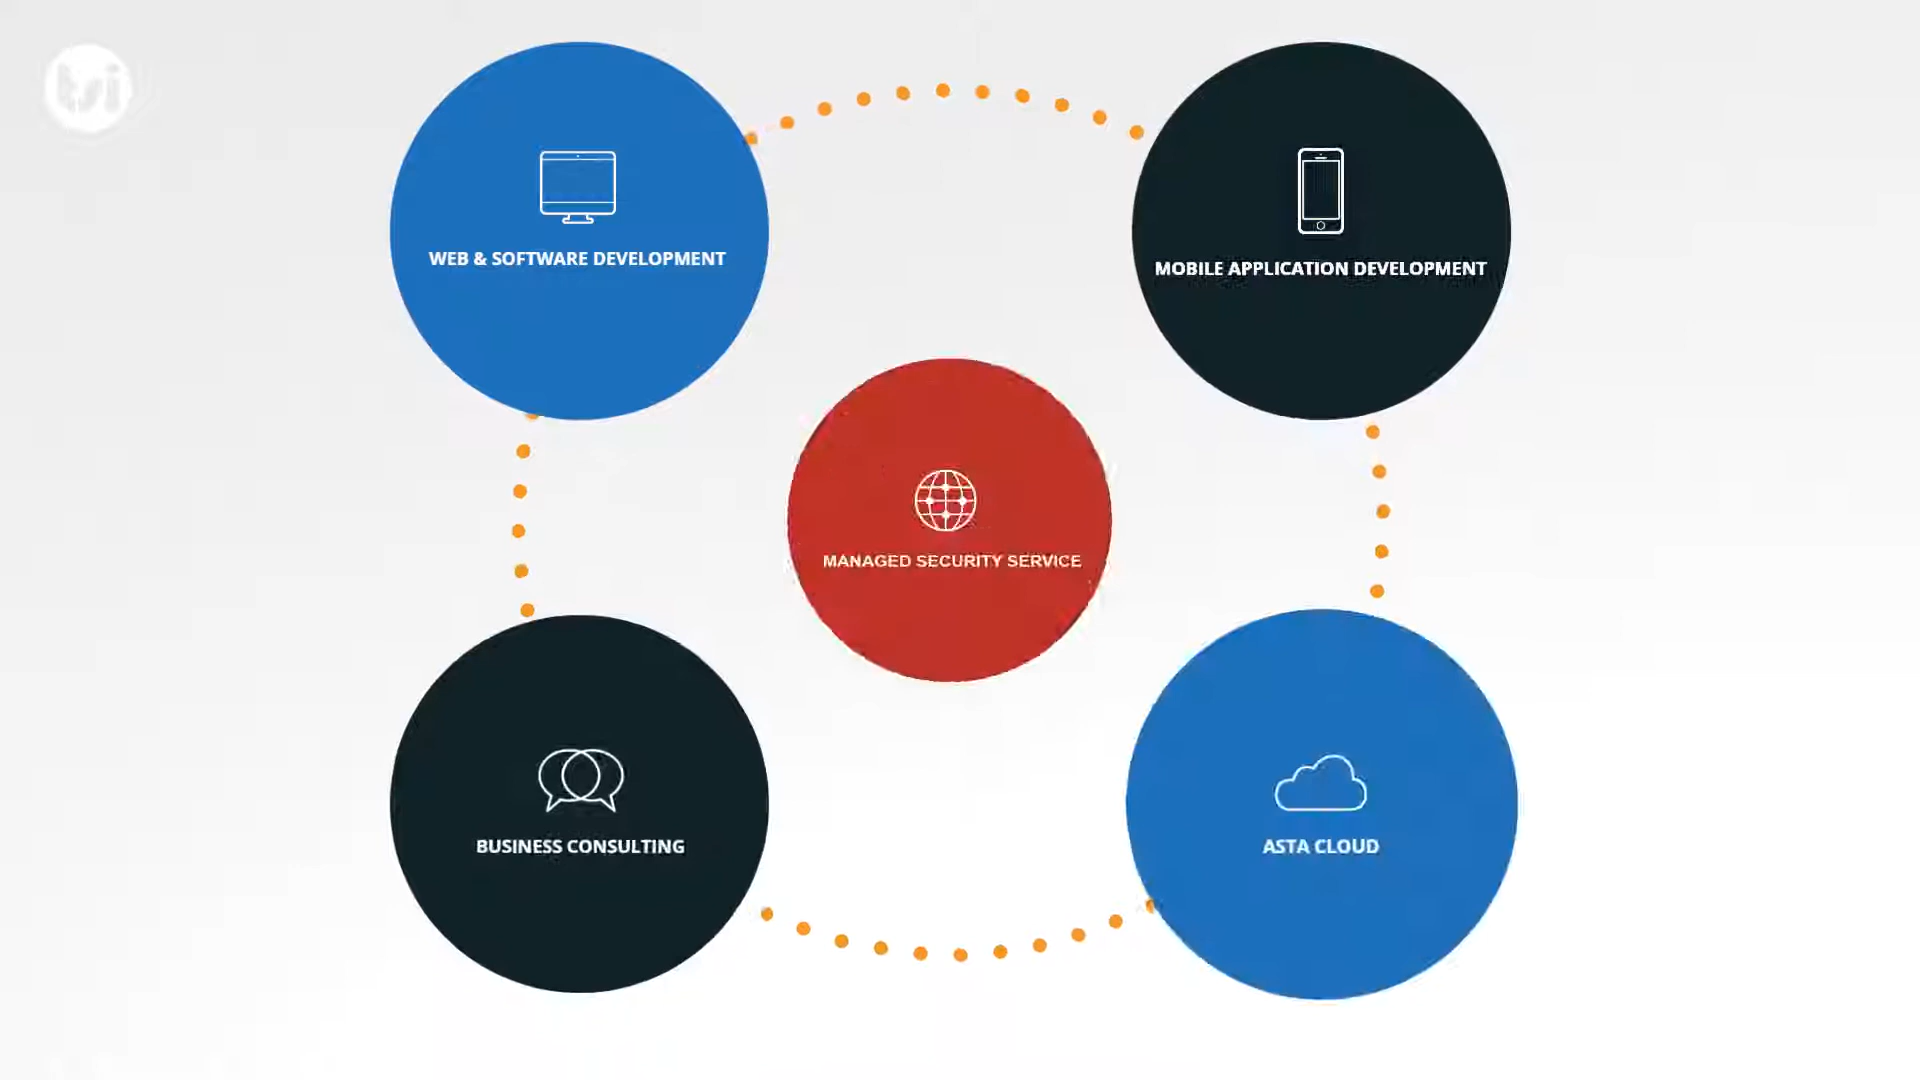 WEB & SOFTWARE DEVELOPMENT
MOBILE APPLICATION DEVELOPMENT
MANAGED SECURITY SERVICE
BUSINESS CONSULTING
ASTA CLOUD